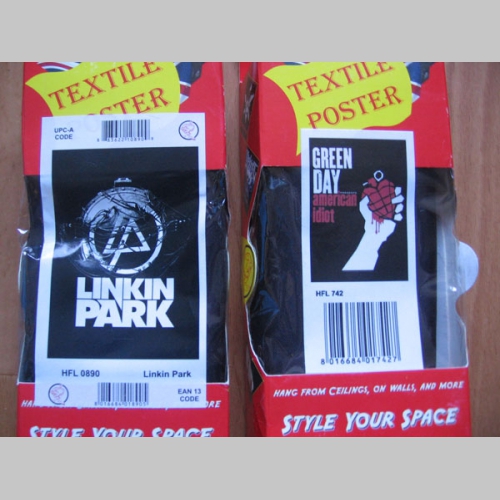 TEXTILE
POSTER
UPC-A
CODE
LINKIN
PARK
HFL 0890 Linkin Park
EAN 13
CODE
STYLE YOUR SPACE
TEXTILE
POSTER
GREEN
DAY
american
idiot
HFL 742
8 016684 017427
HANG FROM CEILINGS, ON WALLS, AND MORE
STYLE YOUR SPACE